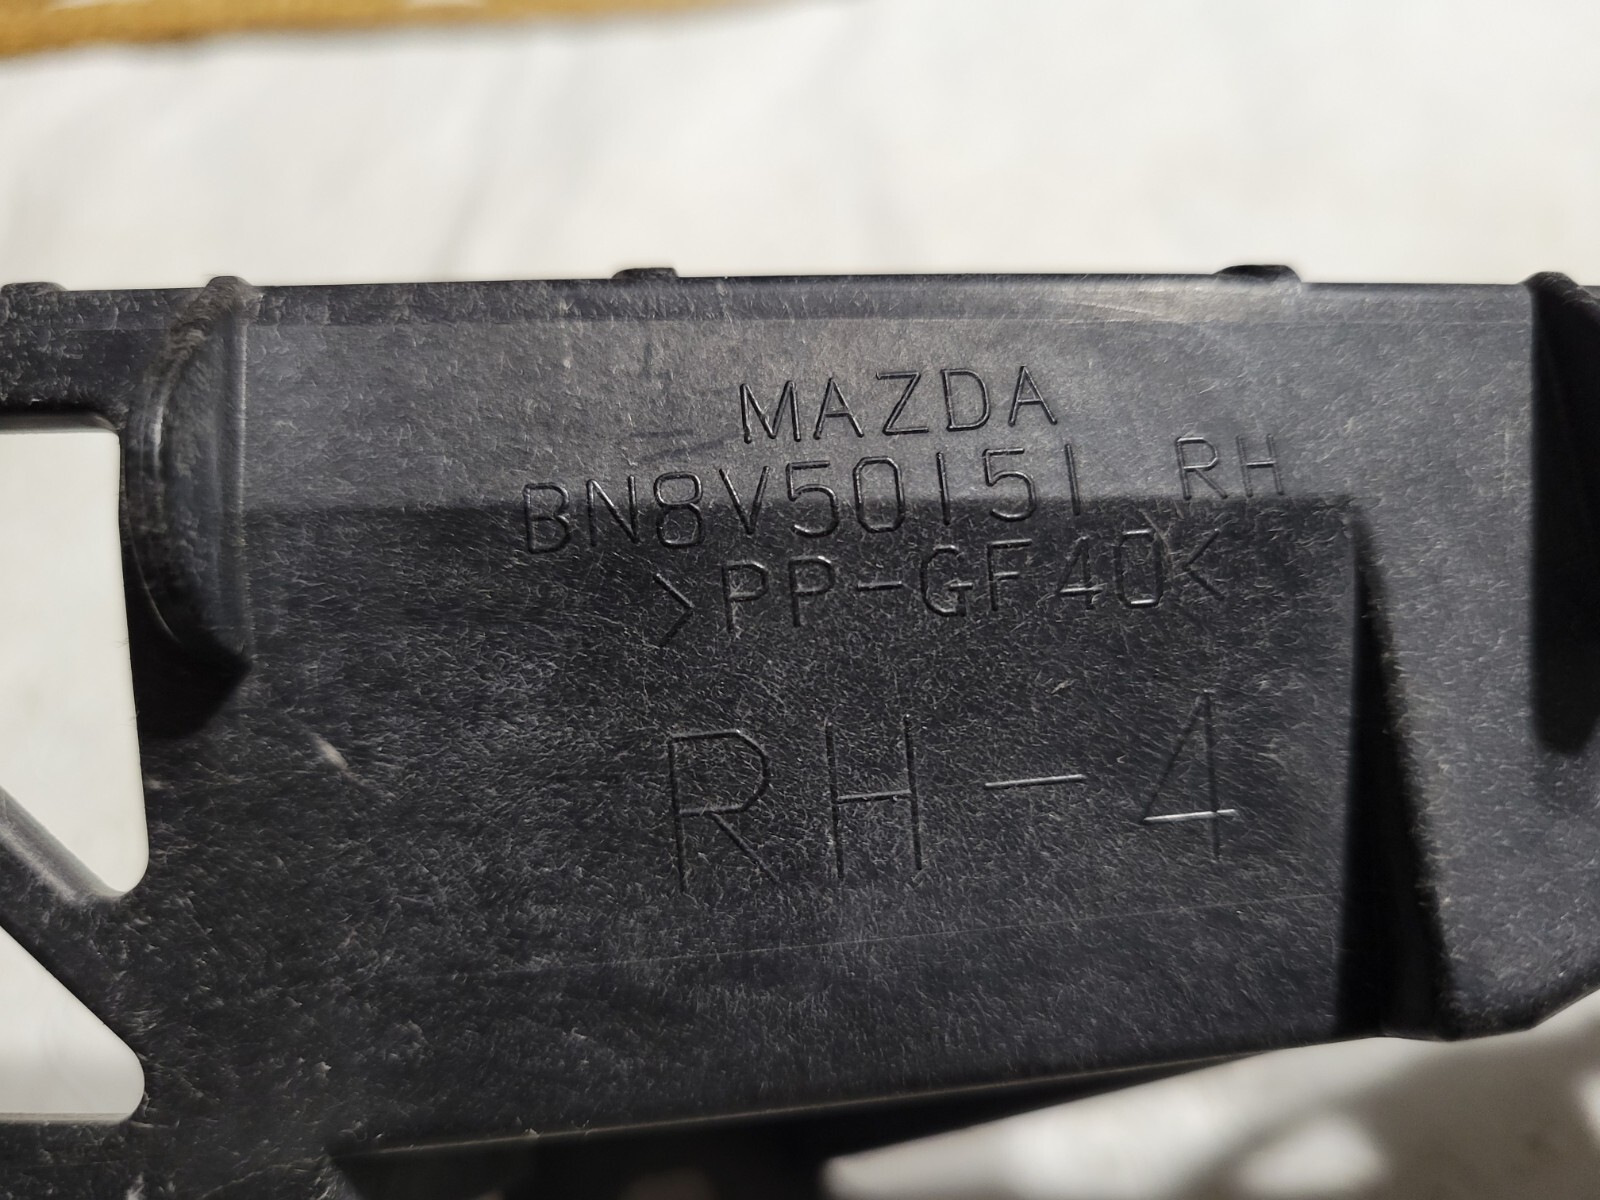 MAZDA
BN8V50151 RH
>PP-GF40<
RH-4